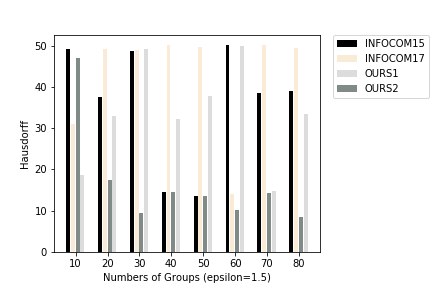 50
40
30
20
10
0
Hausdorff
10 20 30 40 50 60 70 80
Numbers of Groups (epsilon=1.5)
INFOCOM15
INFOCOM17
OURS1
OURS2